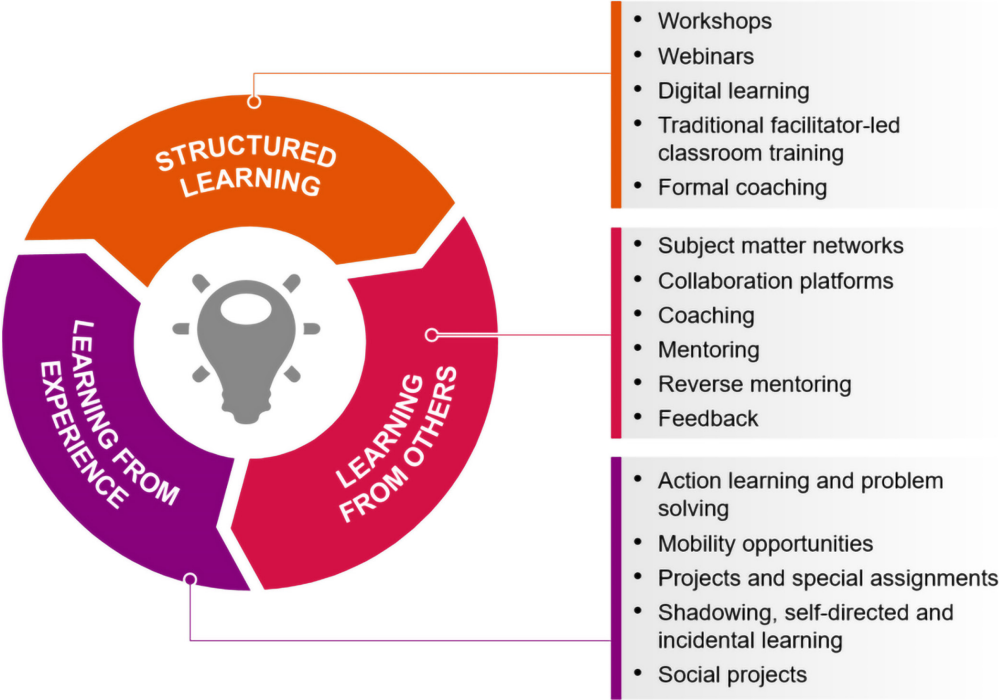 STRUCTURED
LEARNING
• Workshops
• Webinars
• Digital learning
• Traditional facilitator-led
classroom training
• Formal coaching
LEARNING
FROM OTHERS
• Subject matter networks
• Collaboration platforms
• Coaching
• Mentoring
• Reverse mentoring
• Feedback
LEARNING FROM
EXPERIENCE
• Action learning and problem
solving
• Mobility opportunities
• Projects and special assignments
• Shadowing, self-directed and
incidental learning
• Social projects